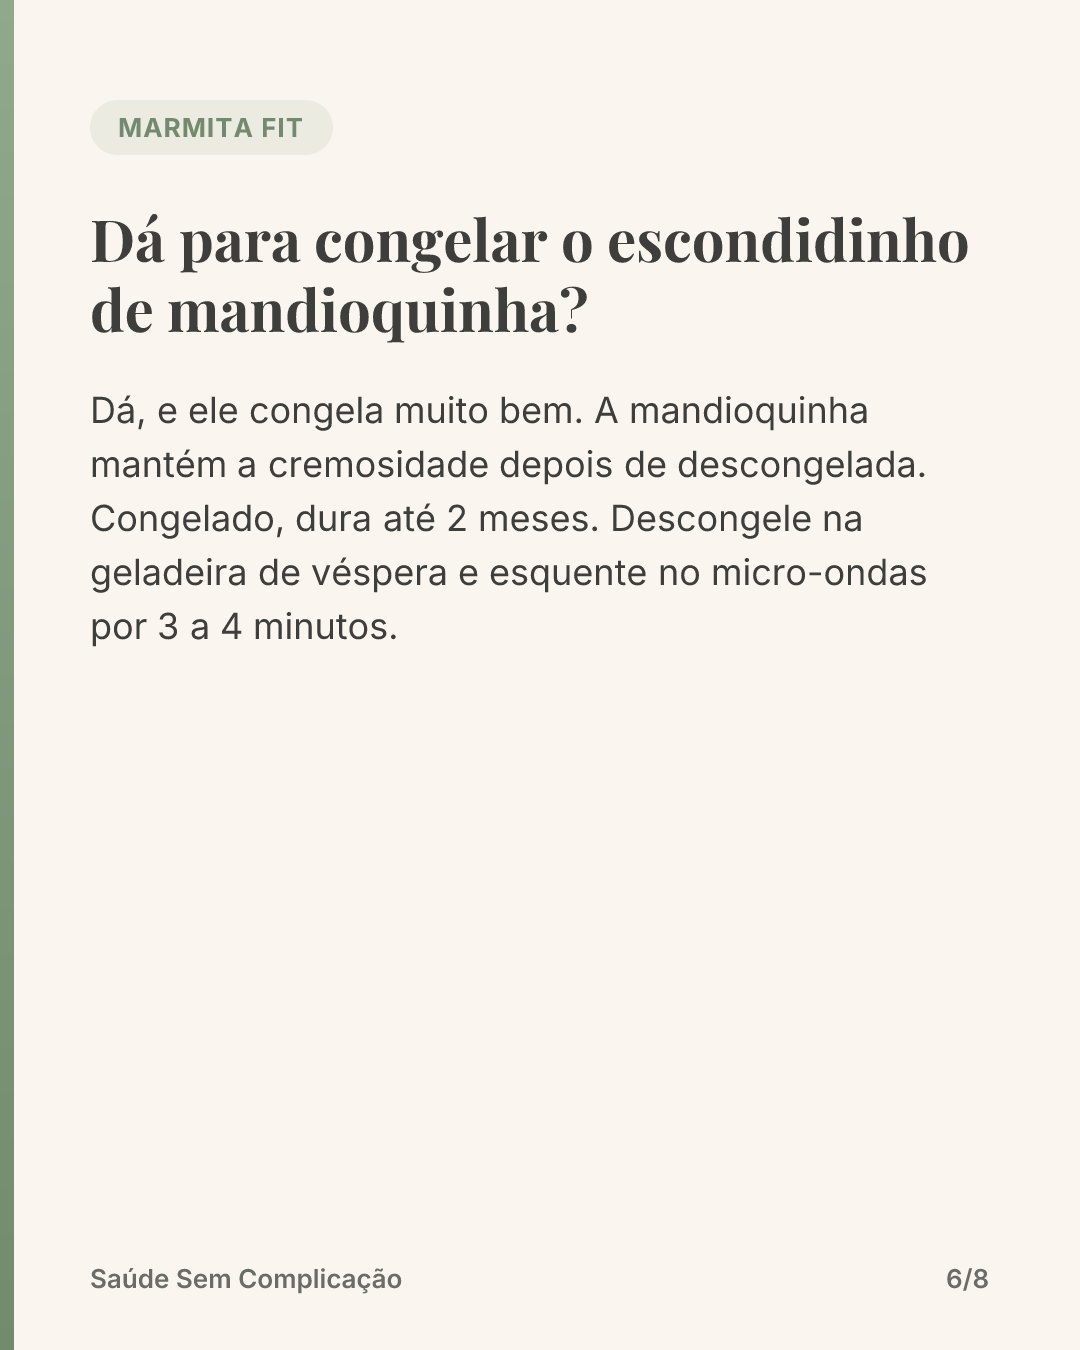 MARMITA FIT
Dá para congelar o escondidinho
de mandioquinha?
Dá, e ele congela muito bem. A mandioquinha
mantém a cremosidade depois de descongelada.
Congelado, dura até 2 meses. Descongele na
geladeira de véspera e esquente no micro-ondas
por 3 a 4 minutos.
Saúde Sem Complicação
6/8